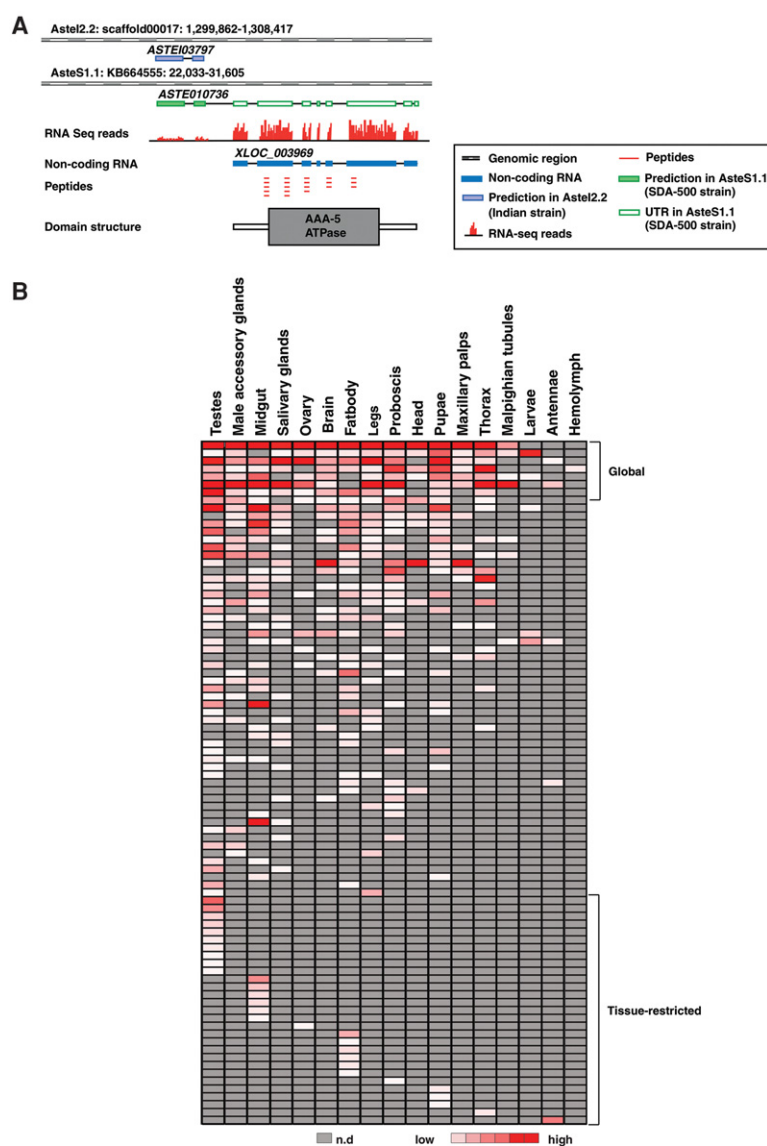 A
AsteI2.2: scaffold00017: 1,299,862-1,308,417
ASTEI03797
AsteS1.1: KB664555: 22,033-31,605
ASTE010736
RNA Seq reads
XLOC_003969
Non-coding RNA
Peptides
Domain structure
AAA-5
ATPase
Genomic region
Non-coding RNA
Prediction in AsteI2.2
(Indian strain)
RNA-seq reads
Peptides
Prediction in AsteS1.1
(SDA-500 strain)
UTR in AsteS1.1
(SDA-500 strain)
B
Testes
Male accessory glands
Midgut
Salivary glands
Ovary
Brain
Fatbody
Legs
Proboscis
Head
Pupae
Maxillary palps
Thorax
Malpighian tubules
Larvae
Antennae
Hemolymph
Global
Tissue-restricted
n.d
low
high